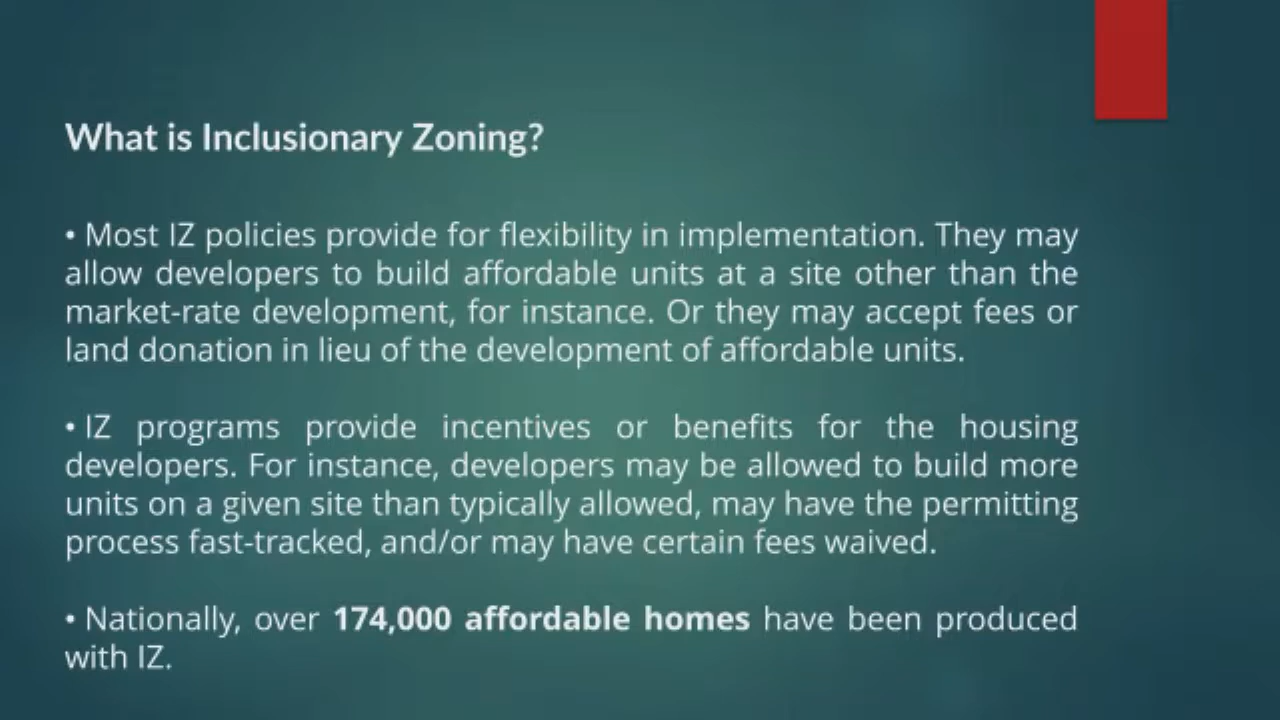 What is Inclusionary Zoning?
• Most IZ policies provide for flexibility in implementation. They may
allow developers to build affordable units at a site other than the
market-rate development, for instance. Or they may accept fees or
land donation in lieu of the development of affordable units.
• IZ programs provide incentives or benefits for the housing
developers. For instance, developers may be allowed to build more
units on a given site than typically allowed, may have the permitting
process fast-tracked, and/or may have certain fees waived.
• Nationally, over 174,000 affordable homes have been produced
with IZ.